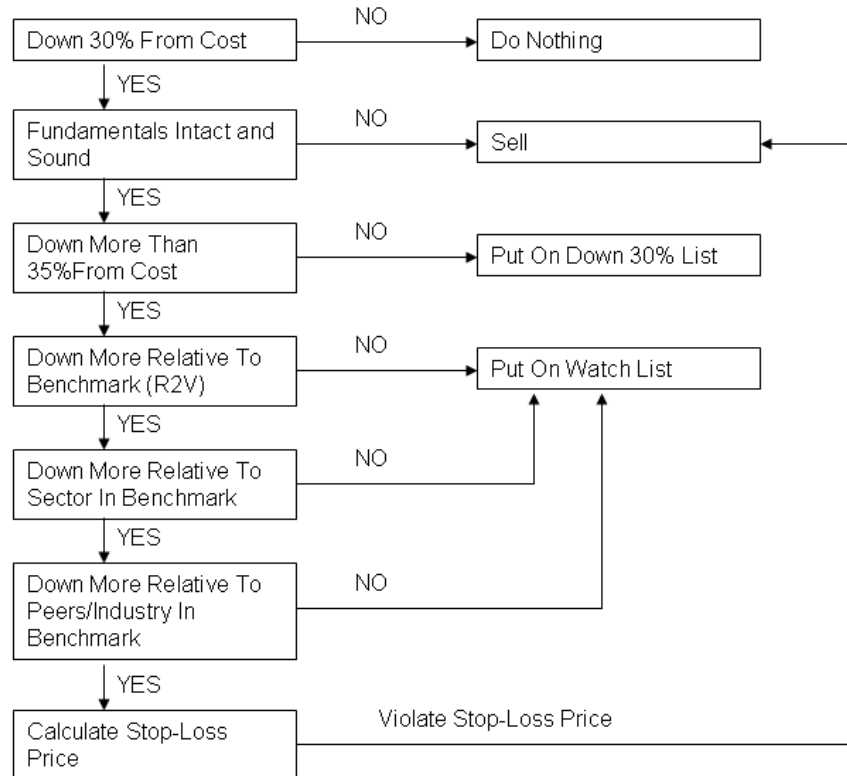 NO
Down 30% From Cost
Do Nothing
YES
NO
Fundamentals Intact and
Sound
Sell
YES
NO
Down More Than
35%From Cost
Put On Down 30% List
YES
NO
Down More Relative To
Benchmark (R2V)
Put On Watch List
YES
NO
Down More Relative To
Sector In Benchmark
YES
NO
Down More Relative To
Peers/Industry In
Benchmark
YES
Violate Stop-Loss Price
Calculate Stop-Loss
Price